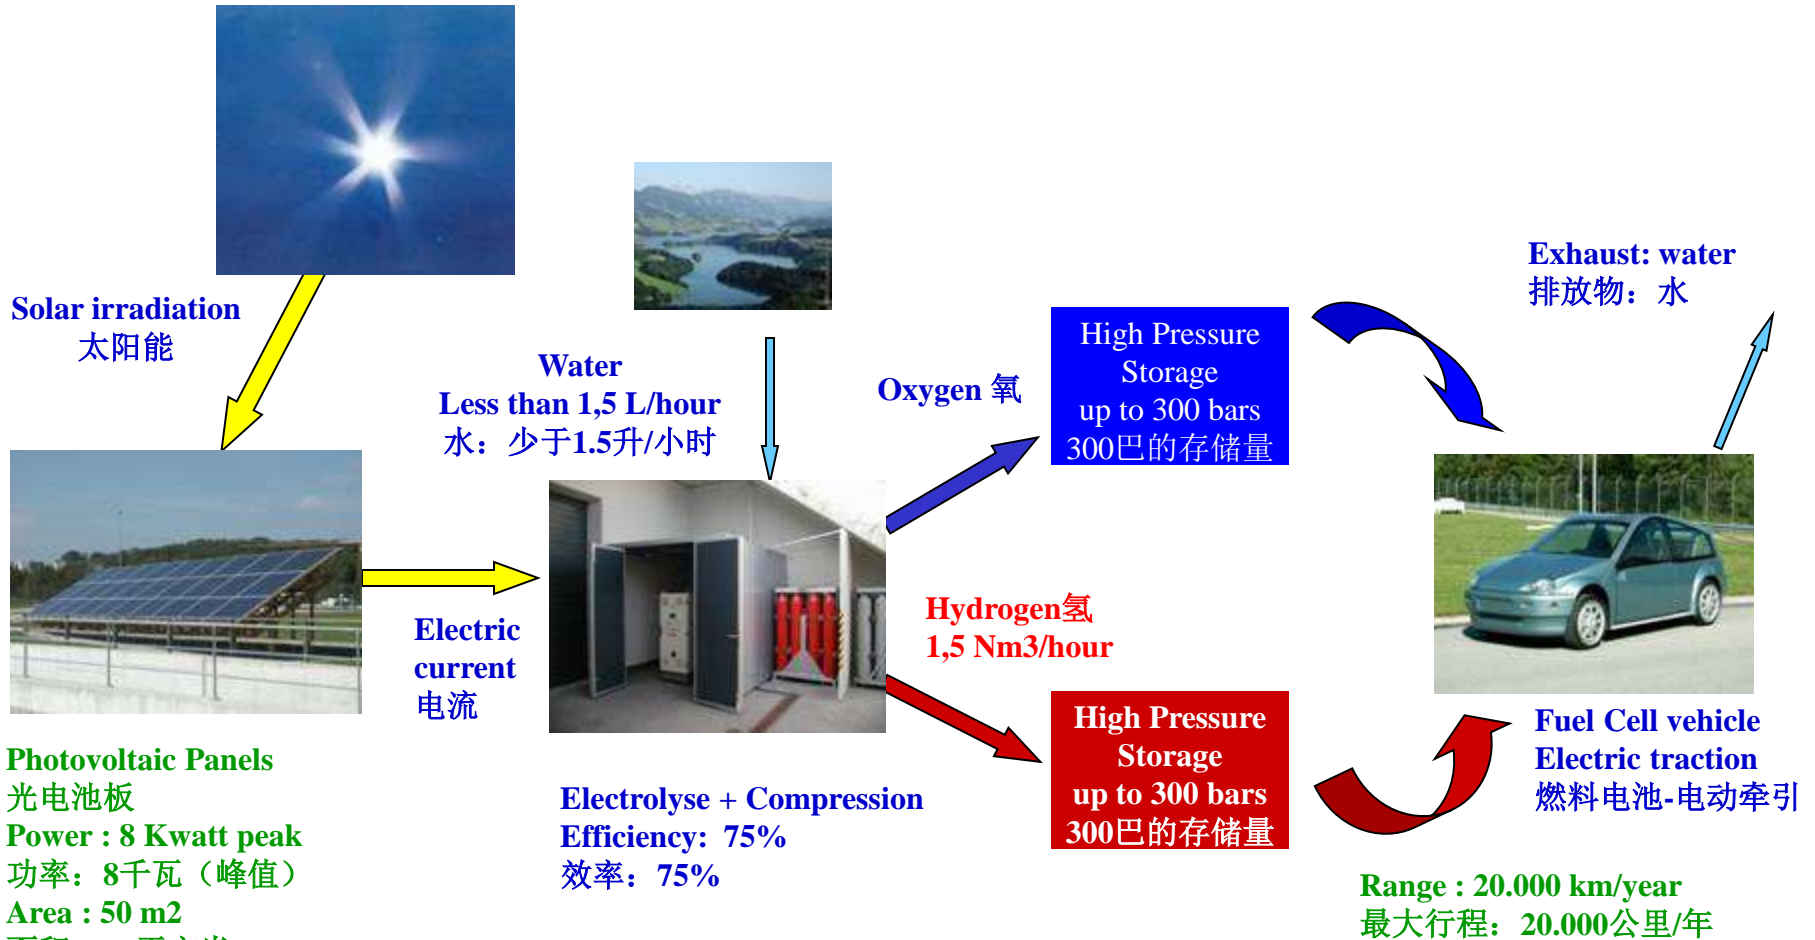 Solar irradiation
太阳能
Water
Less than 1,5 L/hour
水：少于1.5升/小时
Oxygen 氧
High Pressure
Storage
up to 300 bars
300巴的存储量
Exhaust: water
排放物：水
Electric
current
电流
Hydrogen氢
1,5 Nm3/hour
High Pressure
Storage
up to 300 bars
300巴的存储量
Fuel Cell vehicle
Electric traction
燃料电池-电动牵引
Photovoltaic Panels
光电池板
Power : 8 Kwatt peak
功率：8千瓦（峰值）
Area : 50 m2
Electrolyse + Compression
Efficiency: 75%
效率：75%
Range : 20.000 km/year
最大行程：20.000公里/年